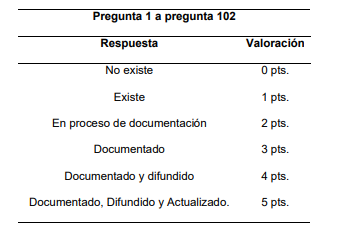 Pregunta 1 a pregunta 102
Respuesta Valoración
No existe 0 pts.
Existe 1 pts.
En proceso de documentación 2 pts.
Documentado 3 pts.
Documentado y difundido 4 pts.
Documentado, Difundido y Actualizado. 5 pts.